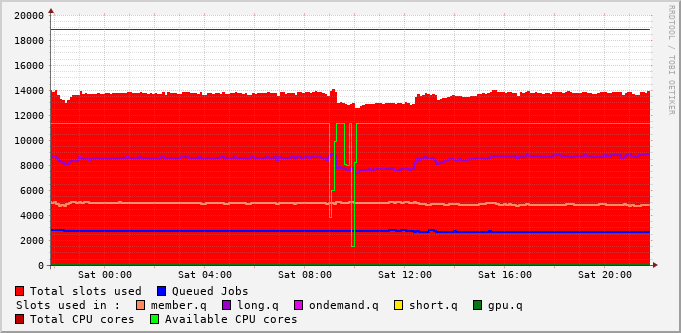 20000
18000
16000
14000
12000
10000
8000
6000
4000
2000
0
Sat 00:00 Sat 04:00 Sat 08:00 Sat 12:00 Sat 16:00 Sat 20:00
RRDTOOL / TOBI OETIKER
Total slots used Queued Jobs
Slots used in : member.q long.q ondemand.q short.q gpu.q
Total CPU cores Available CPU cores